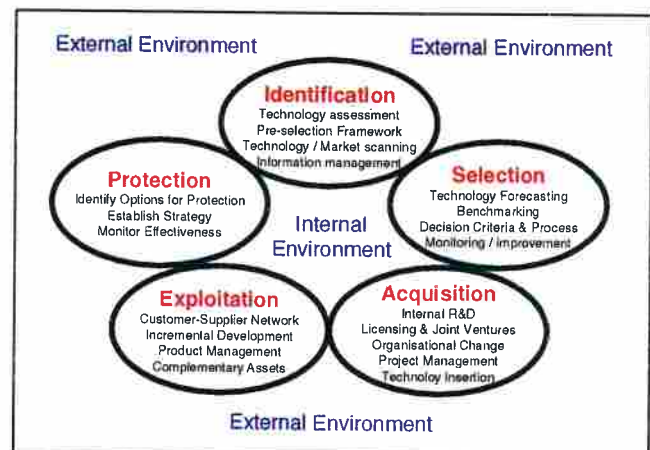 External Environment
External Environment
Identification
Technology assessment
Pre-selection Framework
Technology / Market scanning
Information management
Protection
Identify Options for Protection
Establish Strategy
Monitor Effectiveness
Selection
Technology Forecasting
Benchmarking
Decision Criteria & Process
Monitoring / improvement
Internal
Environment
Exploitation
Customer-Supplier Network
Incremental Development
Product Management
Complementary Assets
Acquisition
Internal R&D
Licensing & Joint Ventures
Organisational Change
Project Management
Technoloy Insertion
External Environment